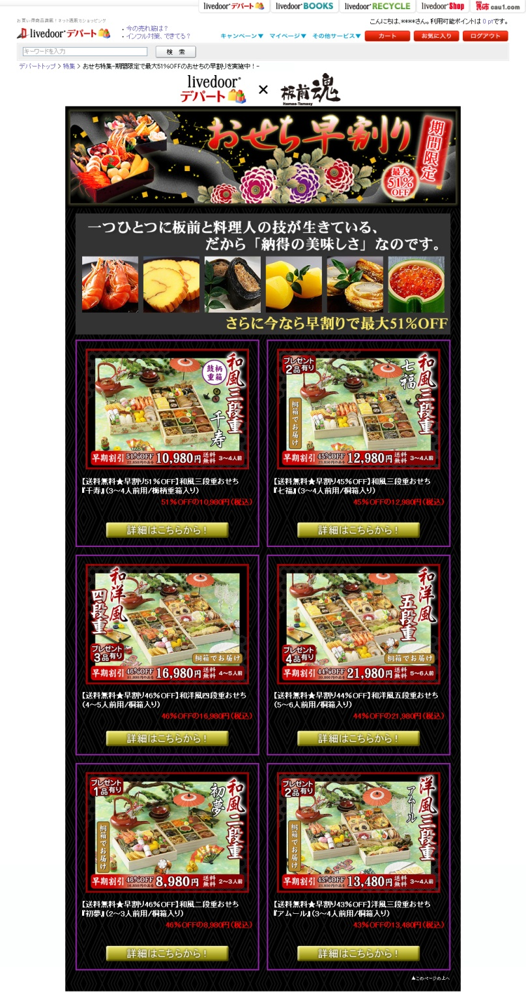 livedoor デパート livedoor BOOKS livedoor RECYCLE livedoor Shop cau1.com
お買い得商品満載！ネット通販でショッピング
こんにちは、****さん。利用可能ポイントは 0 ptです。
livedoor デパート
・今の売れ筋は？
・インフル対策、できてる？
キャンペーン▼ マイページ▼ その他サービス▼ カート お気に入り ログアウト
キーワードを入力 検 索
デパートトップ > 特集 > おせち特集-期間限定で最大51%OFFのおせちの早割りを実施中！-
livedoor デパート × 板前魂
Itamae-Tamasy
おせち早割り
期間限定
最大51%OFF
一つひとつに板前と料理人の技が生きている、
だから「納得の美味しさ」なのです。
さらに今なら早割りで最大51%OFF
和風三段重
千寿
鼓柄重箱
早期割引 51%OFF 10,980円 送料無料 3〜4人前
【送料無料★早割り51%OFF】和風三段重おせち
『千寿』（3〜4人前用/梅柄重箱入り）
51%OFFの10,980円（税込）
詳細はこちらから！
プレゼント2品有り
和風三段重
七福
桐箱でお届け
早期割引 45%OFF 12,980円 送料無料 3〜4人前
【送料無料★早割り45%OFF】和風三段重おせち
『七福』（3〜4人前用/桐箱入り）
45%OFFの12,980円（税込）
詳細はこちらから！
和洋風
四段重
プレゼント3品有り
桐箱でお届け
早期割引 46%OFF 16,980円 送料無料 4〜5人前
【送料無料★早割り46%OFF】和洋風四段重おせち
（4〜5人前用/桐箱入り）
46%OFFの16,980円（税込）
詳細はこちらから！
和洋風
五段重
プレゼント4品有り
桐箱でお届け
早期割引 44%OFF 21,980円 送料無料 5〜6人前
【送料無料★早割り44%OFF】和洋風五段重おせち
（5〜6人前用/桐箱入り）
44%OFFの21,980円（税込）
詳細はこちらから！
プレゼント1品有り
和風二段重
初夢
桐箱でお届け
早期割引 46%OFF 8,980円 送料無料 2〜3人前
【送料無料★早割り46%OFF】和風二段重おせち
『初夢』（2〜3人前用/桐箱入り）
46%OFFの8,980円（税込）
詳細はこちらから！
プレゼント2品有り
洋風三段重
アムール
桐箱でお届け
早期割引 43%OFF 13,480円 送料無料 3〜4人前
【送料無料★早割り43%OFF】洋風三段重おせち
『アムール』（3〜4人前用/桐箱入り）
43%OFFの13,480円（税込）
詳細はこちらから！
▲このページの上へ